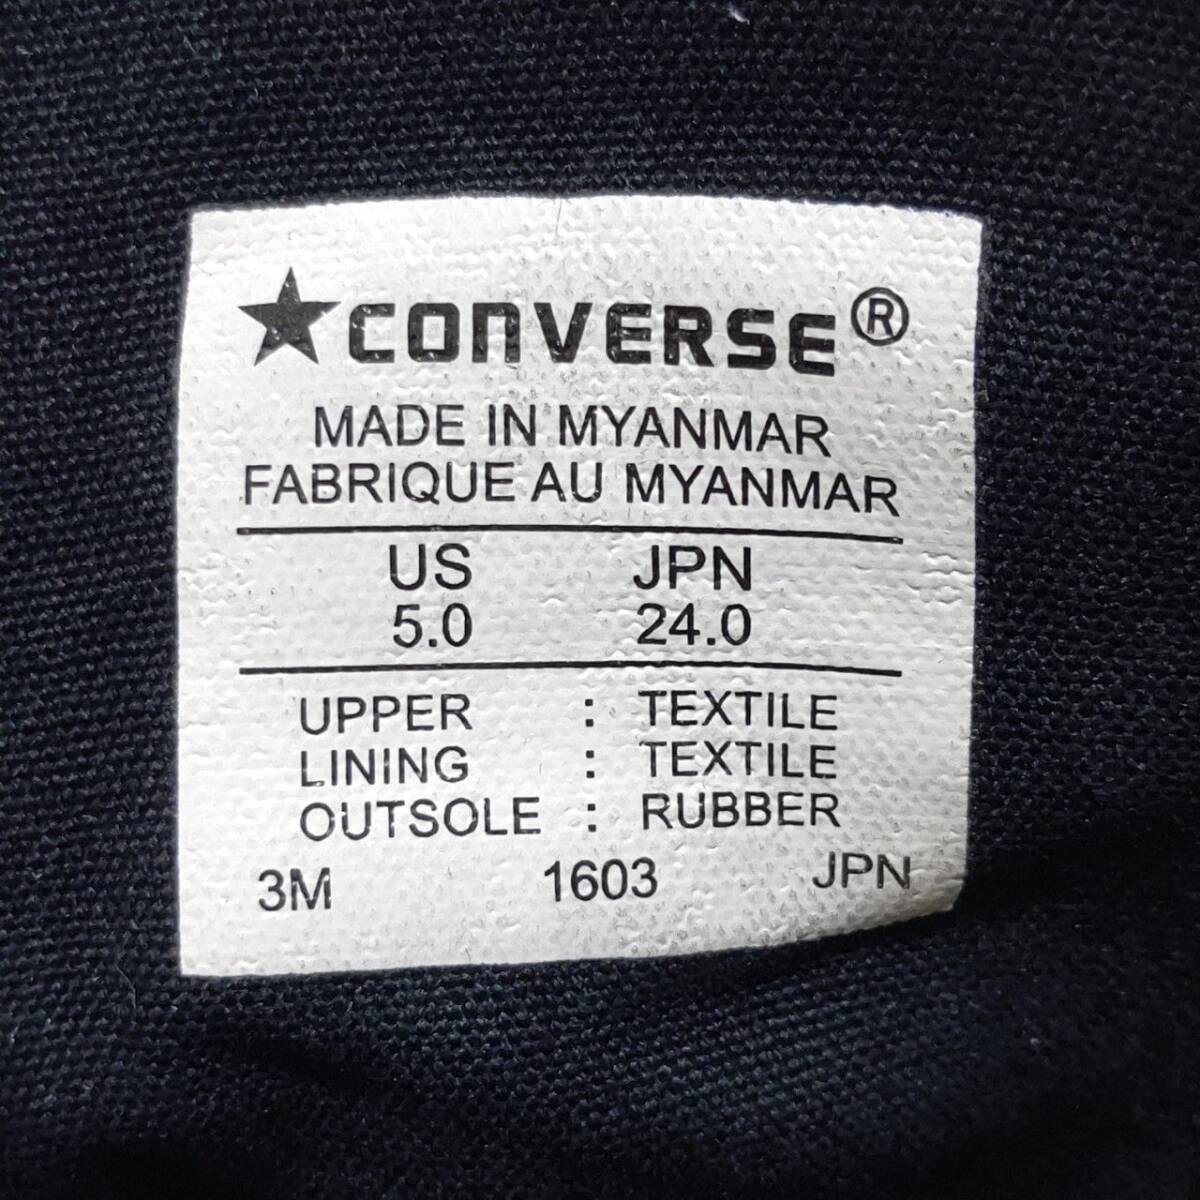 ★CONVERSE®
MADE IN MYANMAR
FABRIQUE AU MYANMAR
US JPN
5.0 24.0
UPPER : TEXTILE
LINING : TEXTILE
OUTSOLE : RUBBER
3M 1603 JPN